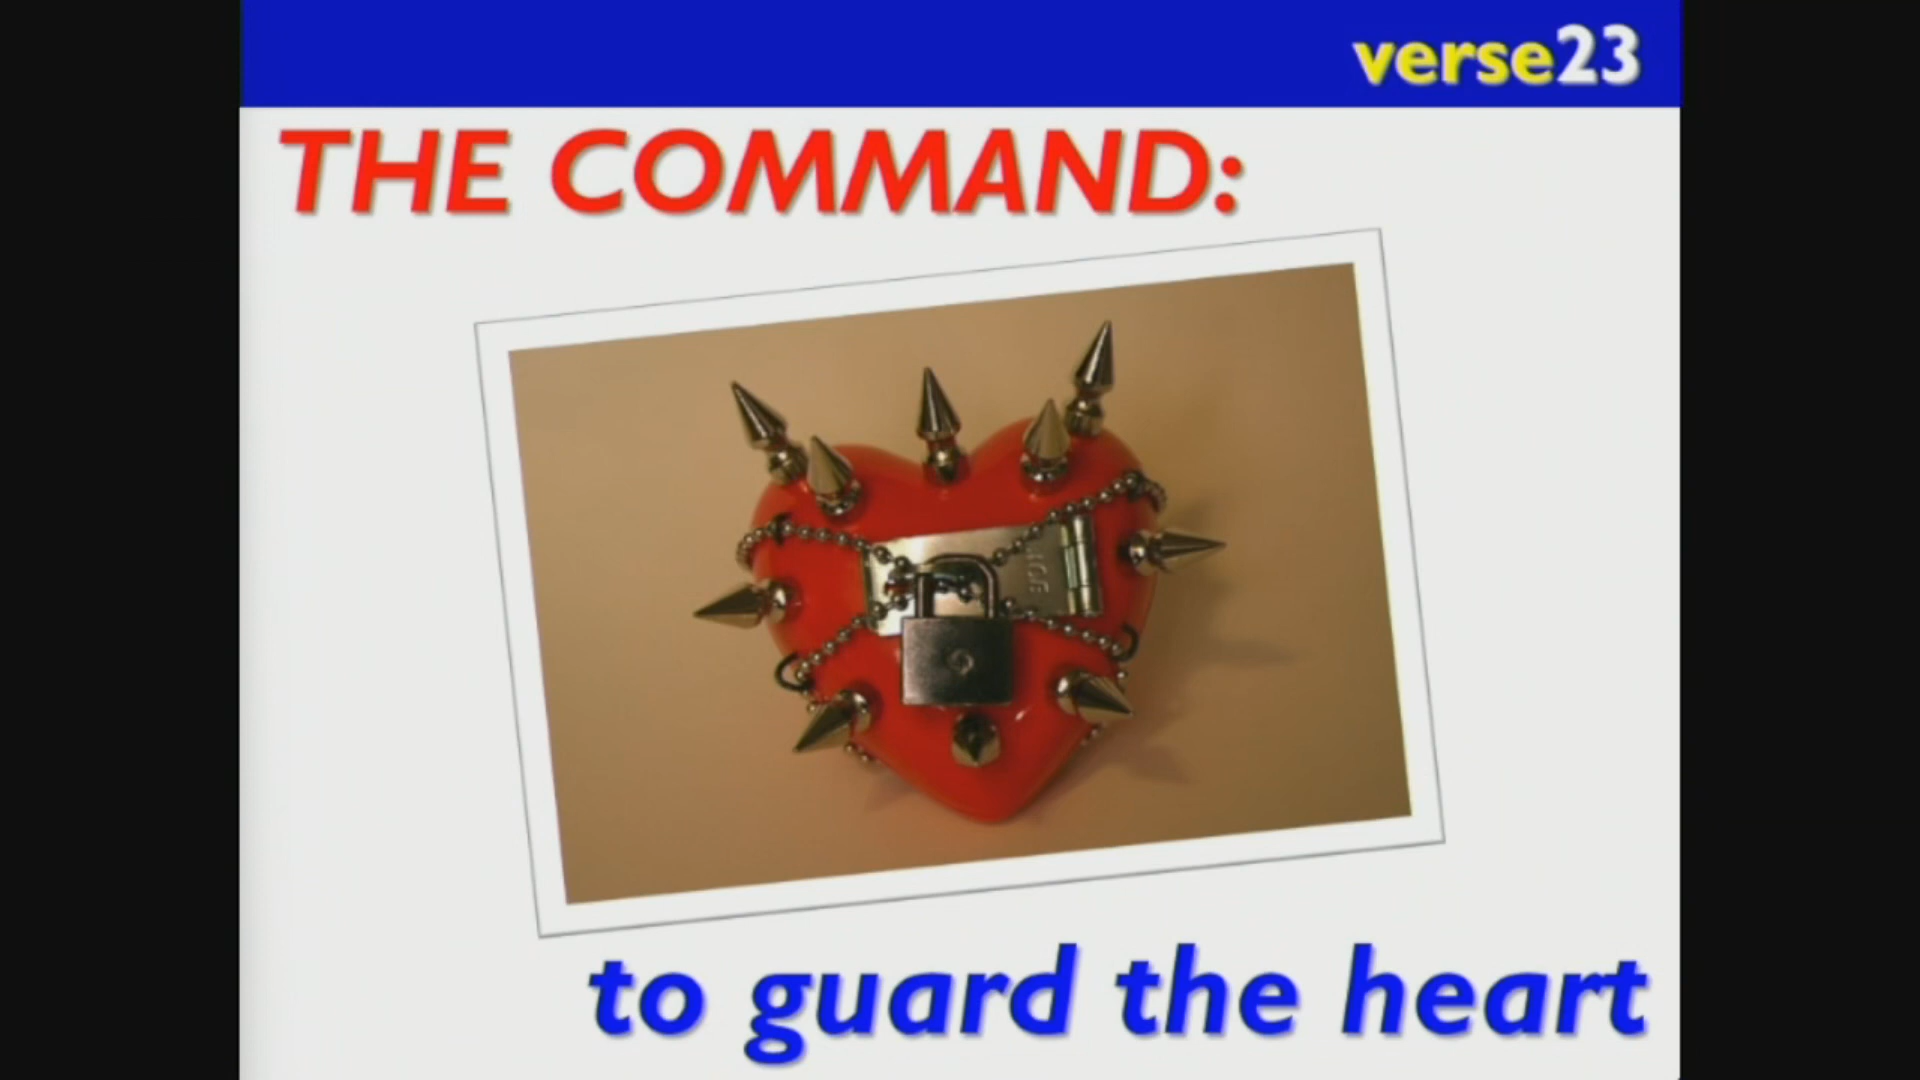 verse23
THE COMMAND:
to guard the heart